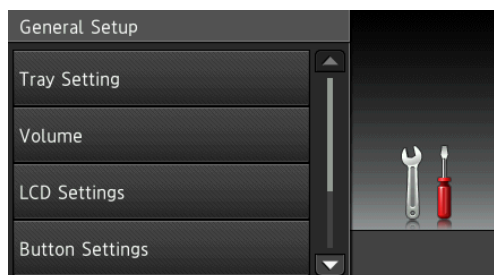 General Setup
Tray Setting
Volume
LCD Settings
Button Settings